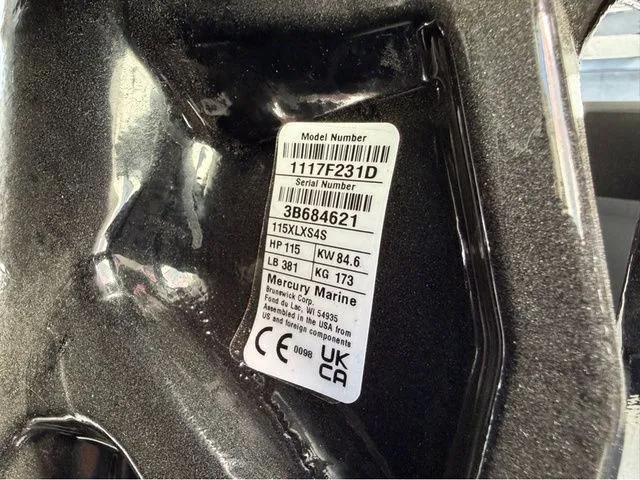 Model Number
1117F231D
Serial Number
3B684621
115XLXS4S
HP 115 KW 84.6
LB 381 KG 173
Mercury Marine
Brunswick Corp.
Fond du Lac, WI 54935
Assembled in the USA from
US and foreign components
CE 0098 UK
CA